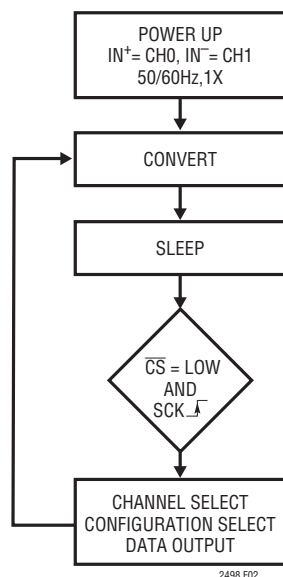 POWER UP
IN⁺= CH0, IN⁻= CH1
50/60Hz,1X
CONVERT
SLEEP
C̅S̅ = LOW
AND
SCK
CHANNEL SELECT
CONFIGURATION SELECT
DATA OUTPUT
2498 F02